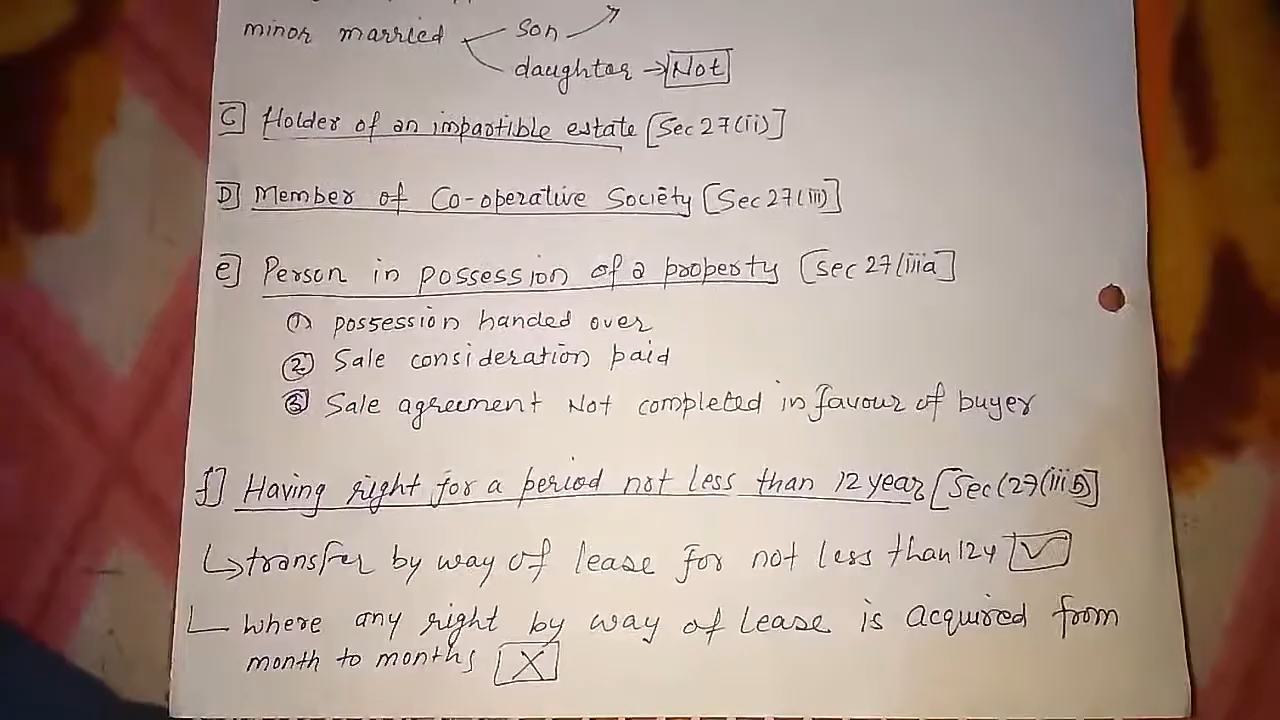 minor married son
daughter → Not
C] Holder of an impartible estate [Sec 27(ii)]
D] Member of Co-operative Society [Sec 27(iii)]
e] Person in possession of a property [Sec 27(iiia]
① possession handed over
② Sale consideration paid
③ Sale agreement Not completed in favour of buyer
f] Having right for a period not less than 12 year [Sec(27(iiib]
↳ transfer by way of lease for not less than 12y ✓
where any right by way of lease is acquired from
month to months X